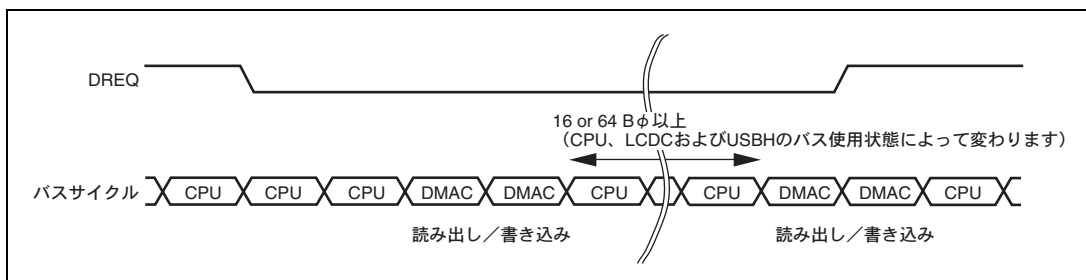 DREQ
16 or 64 Bφ以上
（CPU、LCDCおよびUSBHのバス使用状態によって変わります）
バスサイクル CPU CPU CPU DMAC DMAC CPU CPU DMAC DMAC CPU
読み出し／書き込み 読み出し／書き込み